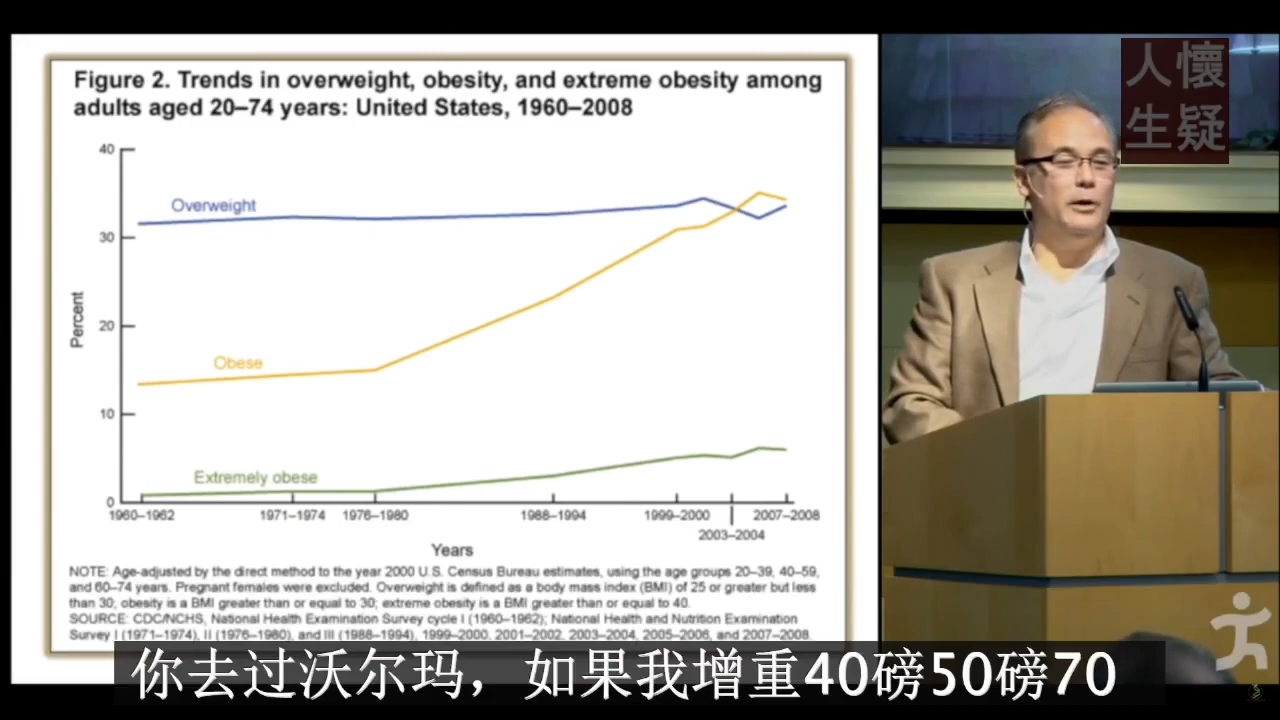 Figure 2. Trends in overweight, obesity, and extreme obesity among
adults aged 20–74 years: United States, 1960–2008
40
Overweight
30
Percent
20
Obese
10
Extremely obese
0
1960–1962
1971–1974
1976–1980
1988–1994
1999–2000
2007–2008
2003–2004
Years
NOTE: Age-adjusted by the direct method to the year 2000 U.S. Census Bureau estimates, using the age groups 20–39, 40–59,
and 60–74 years. Pregnant females were excluded. Overweight is defined as a body mass index (BMI) of 25 or greater but less
than 30; obesity is a BMI greater than or equal to 30; extreme obesity is a BMI greater than or equal to 40.
SOURCE: CDC/NCHS, National Health Examination Survey cycle I (1960–1962); National Health and Nutrition Examination
Survey I (1971–1974), II (1976–1980), and III (1988–1994), 1999–2000, 2001–2002, 2003–2004, 2005–2006, and 2007–2008.
人懷
生疑
你去过沃尔玛，如果我增重40磅50磅70